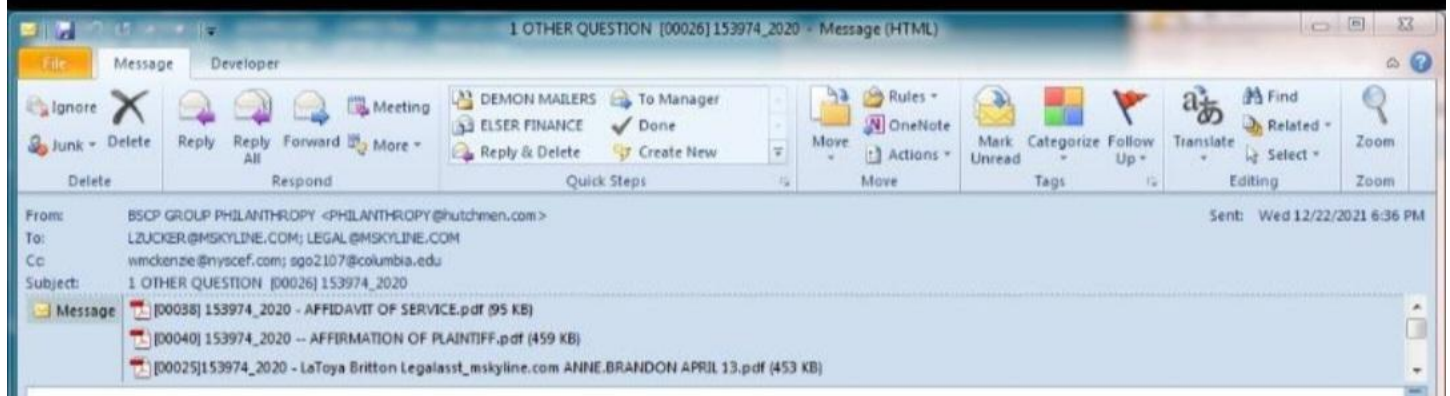 1 OTHER QUESTION [00026] 153974_2020 - Message (HTML)
File Message Developer
Ignore
Junk
Delete
Reply
Reply All
Forward
Meeting
More
DEMON MAILERS To Manager
ELSER FINANCE Done
Reply & Delete Create New
Move
Rules
OneNote
Actions
Mark Unread
Categorize
Follow Up
Translate
Find
Related
Select
Zoom
Delete Respond Quick Steps Move Tags Editing Zoom
From: BSCP GROUP PHILANTHROPY <PHILANTHROPY@hutchmen.com> Sent: Wed 12/22/2021 6:36 PM
To: LZUCKER@MSKYLINE.COM; LEGAL@MSKYLINE.COM
Cc: wmckenzie@nyscef.com; sgo2107@columbia.edu
Subject: 1 OTHER QUESTION [00026] 153974_2020
Message [00038] 153974_2020 - AFFIDAVIT OF SERVICE.pdf (95 KB)
[00040] 153974_2020 -- AFFIRMATION OF PLAINTIFF.pdf (459 KB)
[00025]153974_2020 - LaToya Britton Legalasst_mskyline.com ANNE.BRANDON APRIL 13.pdf (453 KB)